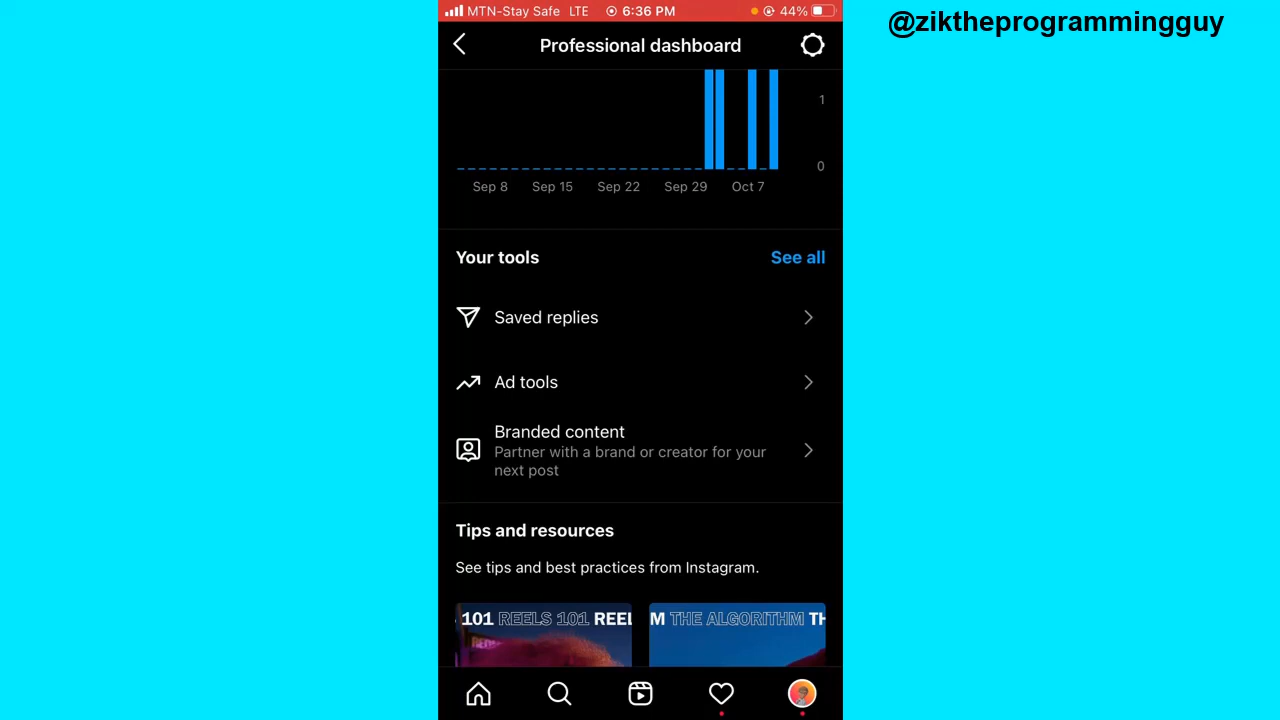 @ziktheprogrammingguy
MTN-Stay Safe LTE 6:36 PM 44%
Professional dashboard
1
0
Sep 8 Sep 15 Sep 22 Sep 29 Oct 7
Your tools See all
Saved replies
Ad tools
Branded content
Partner with a brand or creator for your
next post
Tips and resources
See tips and best practices from Instagram.
101 REELS 101 REEL
M THE ALGORITHM TH